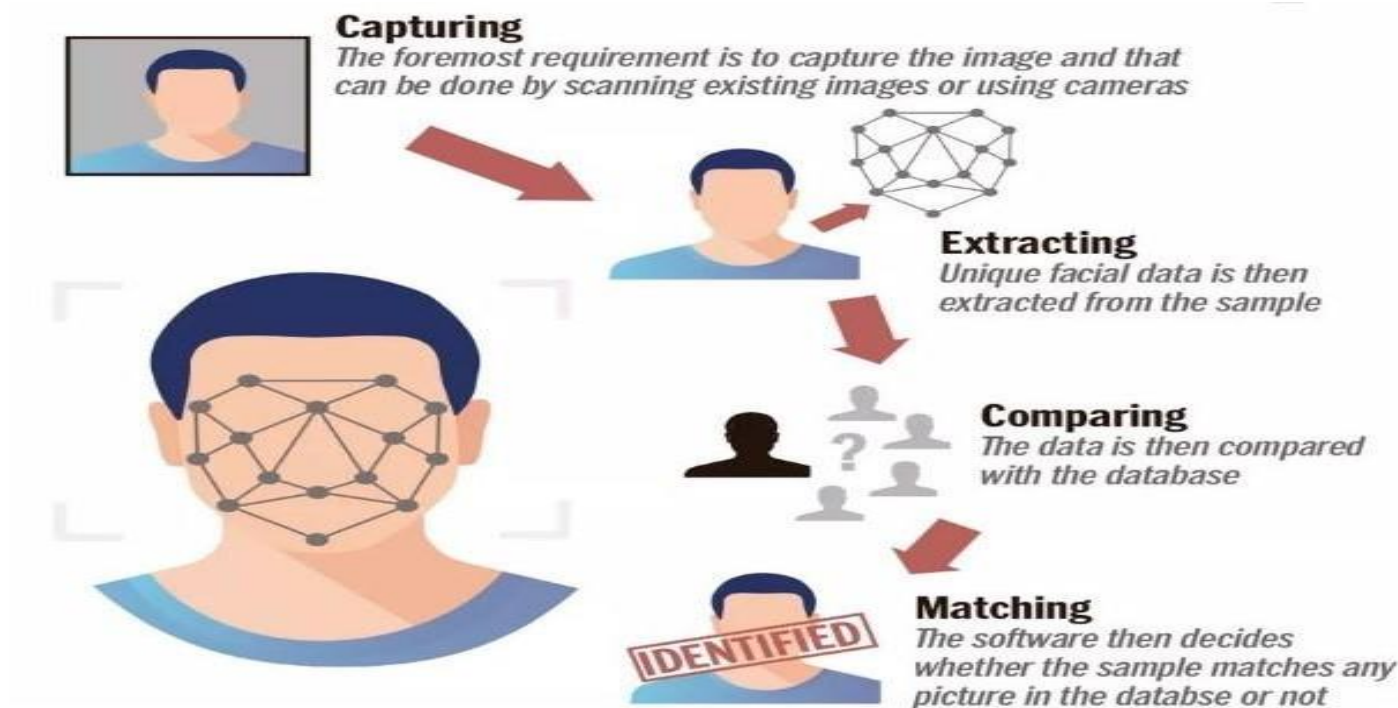 Capturing
The foremost requirement is to capture the image and that
can be done by scanning existing images or using cameras
Extracting
Unique facial data is then
extracted from the sample
?
Comparing
The data is then compared
with the database
IDENTIFIED
Matching
The software then decides
whether the sample matches any
picture in the databse or not